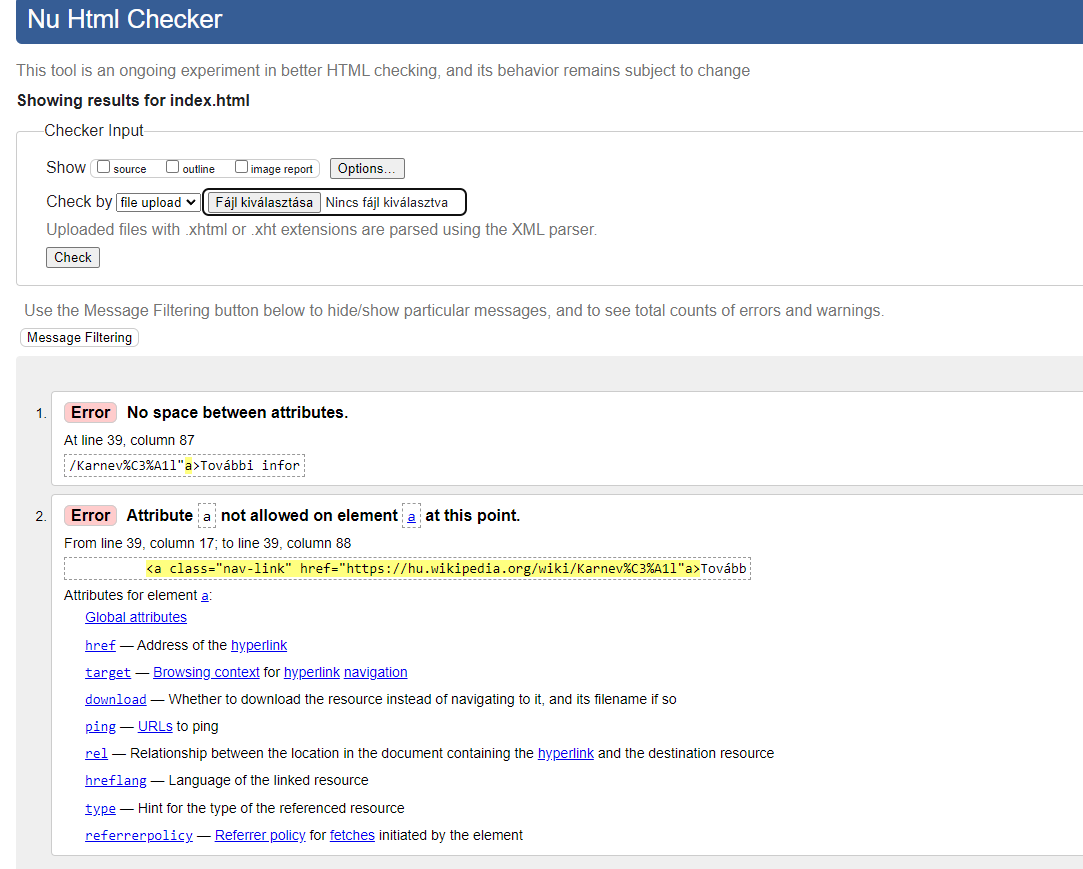 Nu Html Checker
This tool is an ongoing experiment in better HTML checking, and its behavior remains subject to change
Showing results for index.html
Checker Input
Show source outline image report Options...
Check by file upload Fájl kiválasztása Nincs fájl kiválasztva
Uploaded files with .xhtml or .xht extensions are parsed using the XML parser.
Check
Use the Message Filtering button below to hide/show particular messages, and to see total counts of errors and warnings.
Message Filtering
1. Error No space between attributes.
At line 39, column 87
/Karnev%C3%A1l"a>További infor
2. Error Attribute a not allowed on element a at this point.
From line 39, column 17; to line 39, column 88
<a class="nav-link" href="https://hu.wikipedia.org/wiki/Karnev%C3%A1l"a>Tovább
Attributes for element a:
Global attributes
href — Address of the hyperlink
target — Browsing context for hyperlink navigation
download — Whether to download the resource instead of navigating to it, and its filename if so
ping — URLs to ping
rel — Relationship between the location in the document containing the hyperlink and the destination resource
hreflang — Language of the linked resource
type — Hint for the type of the referenced resource
referrerpolicy — Referrer policy for fetches initiated by the element